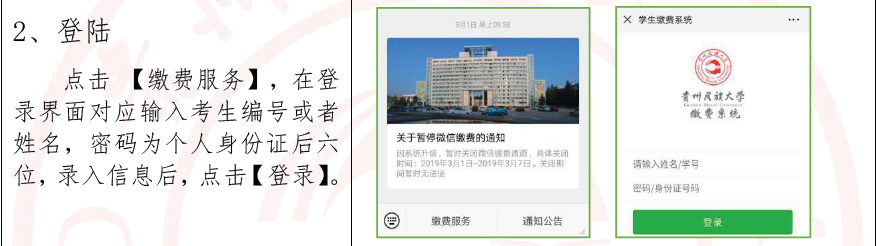 2、登陆
点击 【缴费服务】，在登
录界面对应输入考生编号或者
姓名，密码为个人身份证后六
位，录入信息后，点击【登录】。
3月1日 早上09:58
关于暂停微信缴费的通知
因系统升级，暂时关闭微信缴费通道，具体关闭
时间：2019年3月1日~2019年3月7日。关闭期
间暂时无法使
缴费服务
通知公告
学生缴费系统
贵州民族大学
缴费系统
请输入姓名/学号
密码/身份证号码
登录